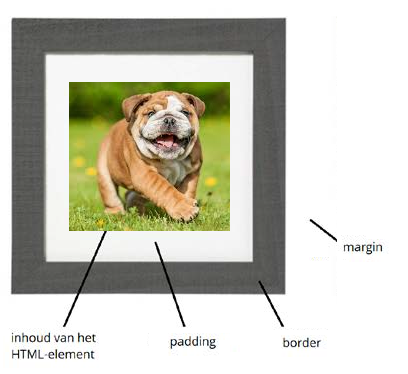 margin
inhoud van het
HTML-element
padding
border